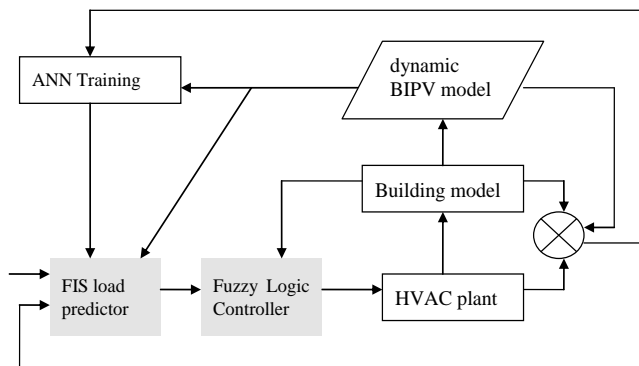 ANN Training
dynamic
BIPV model
Building model
FIS load
predictor
Fuzzy Logic
Controller
HVAC plant